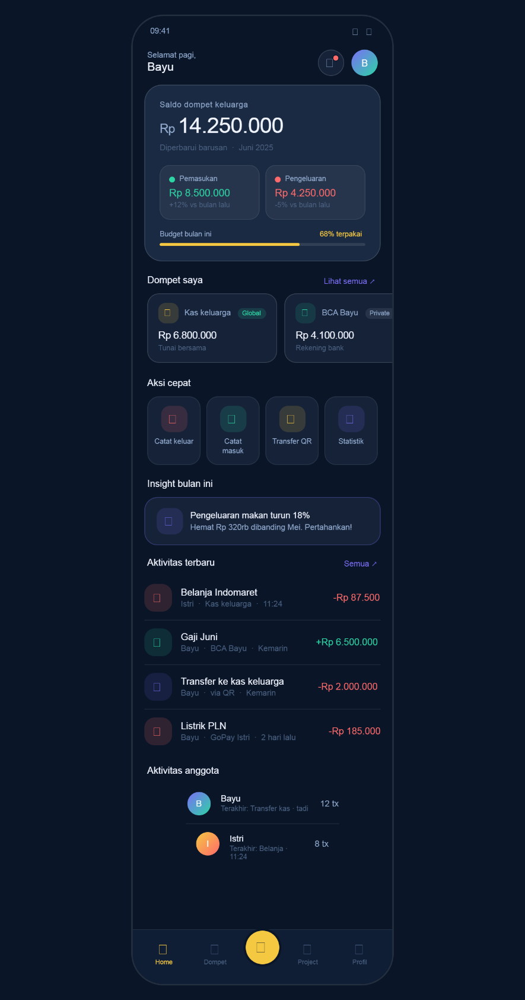 09:41
Selamat pagi,
Bayu
B
Saldo dompet keluarga
Rp 14.250.000
Diperbarui barusan · Juni 2025
Pemasukan
Rp 8.500.000
+12% vs bulan lalu
Pengeluaran
Rp 4.250.000
-5% vs bulan lalu
Budget bulan ini
68% terpakai
Dompet saya
Lihat semua ↗
Kas keluarga
Global
Rp 6.800.000
Tunai bersama
BCA Bayu
Private
Rp 4.100.000
Rekening bank
Aksi cepat
Catat keluar
Catat
masuk
Transfer QR
Statistik
Insight bulan ini
Pengeluaran makan turun 18%
Hemat Rp 320rb dibanding Mei. Pertahankan!
Aktivitas terbaru
Semua ↗
Belanja Indomaret
Istri · Kas keluarga · 11:24
-Rp 87.500
Gaji Juni
Bayu · BCA Bayu · Kemarin
+Rp 6.500.000
Transfer ke kas keluarga
Bayu · via QR · Kemarin
-Rp 2.000.000
Listrik PLN
Bayu · GoPay Istri · 2 hari lalu
-Rp 185.000
Aktivitas anggota
B
Bayu
Terakhir: Transfer kas · tadi
12 tx
I
Istri
Terakhir: Belanja ·
11:24
8 tx
Home
Dompet
Project
Profil